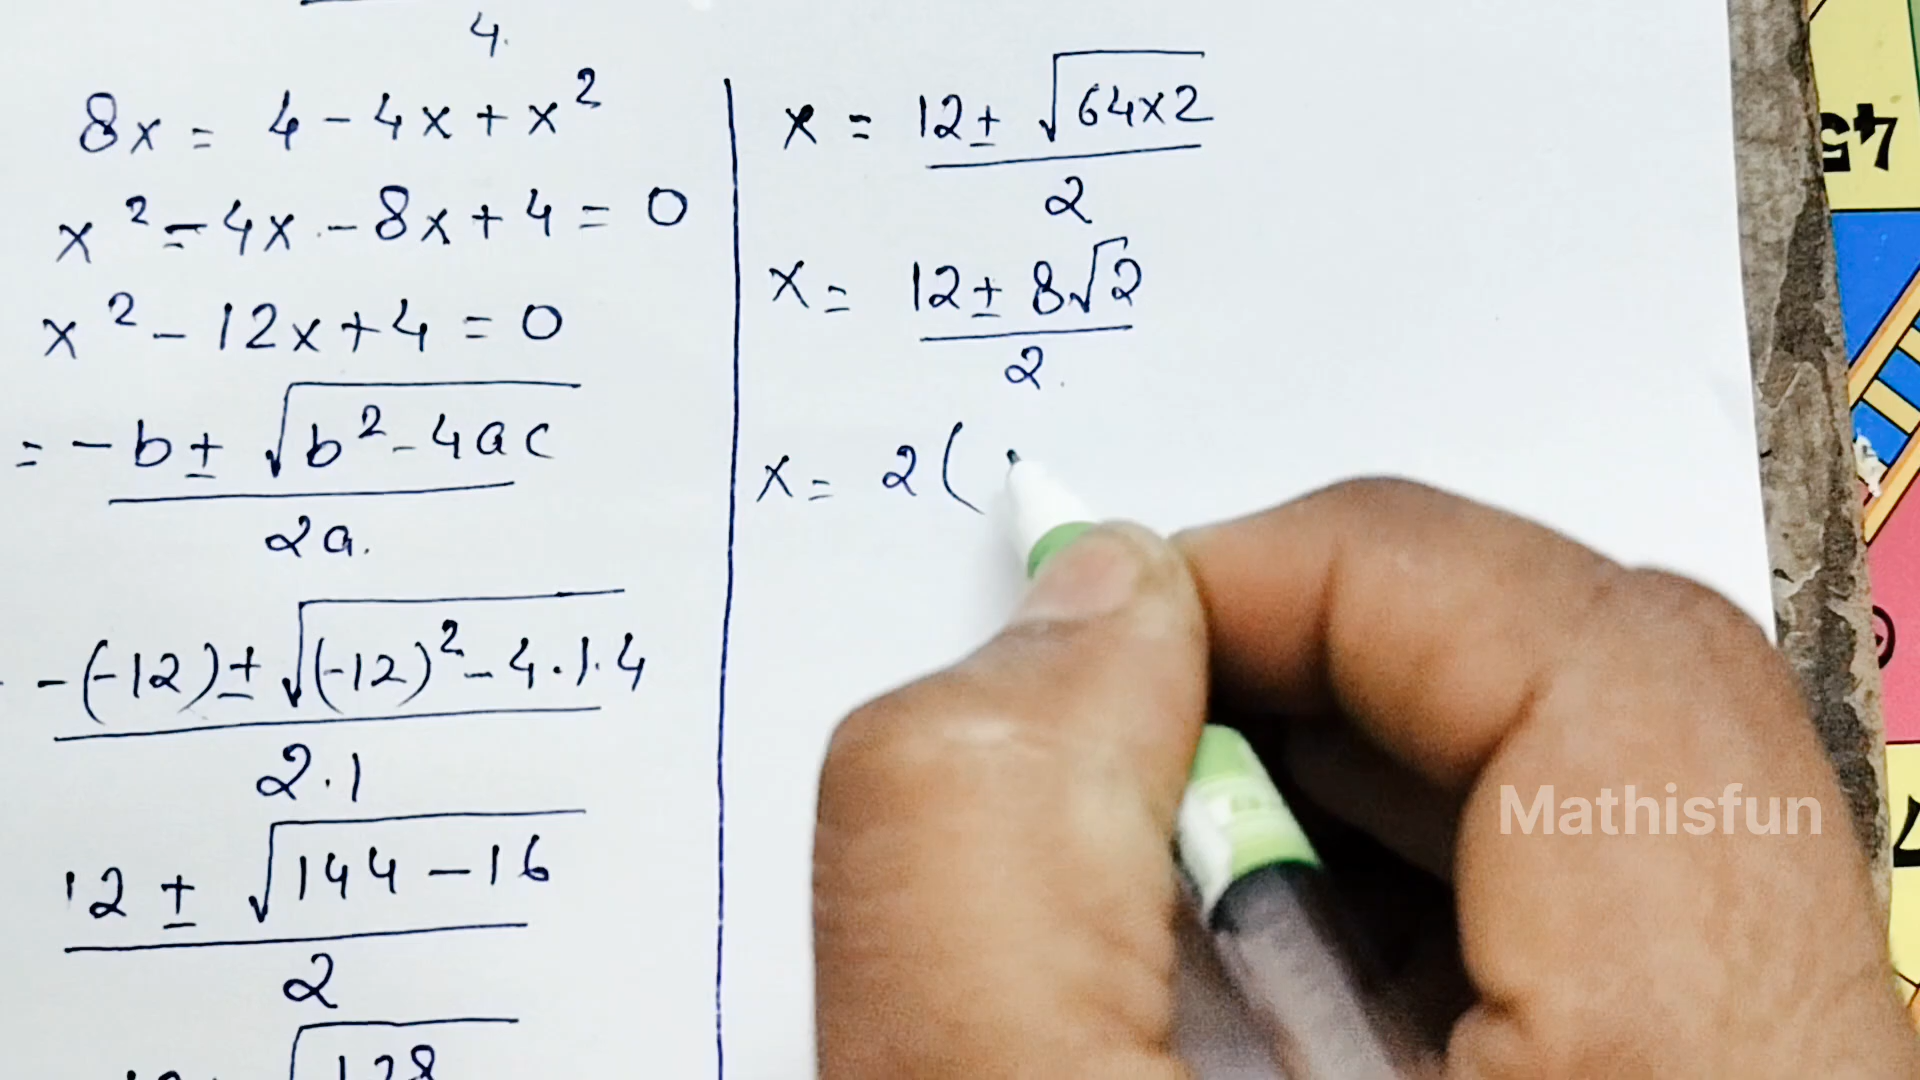 4.
8x = 4 - 4x + x²
x² - 4x - 8x + 4 = 0
x² - 12x + 4 = 0
= -b ± √(b² - 4ac)
2a.
-(-12) ± √((-12)² - 4.1.4
2.1
12 ± √(144 - 16)
2
√128
x = 12 ± √(64x2)
2
x = 12 ± 8√2
2.
x = 2(
45
Mathisfun